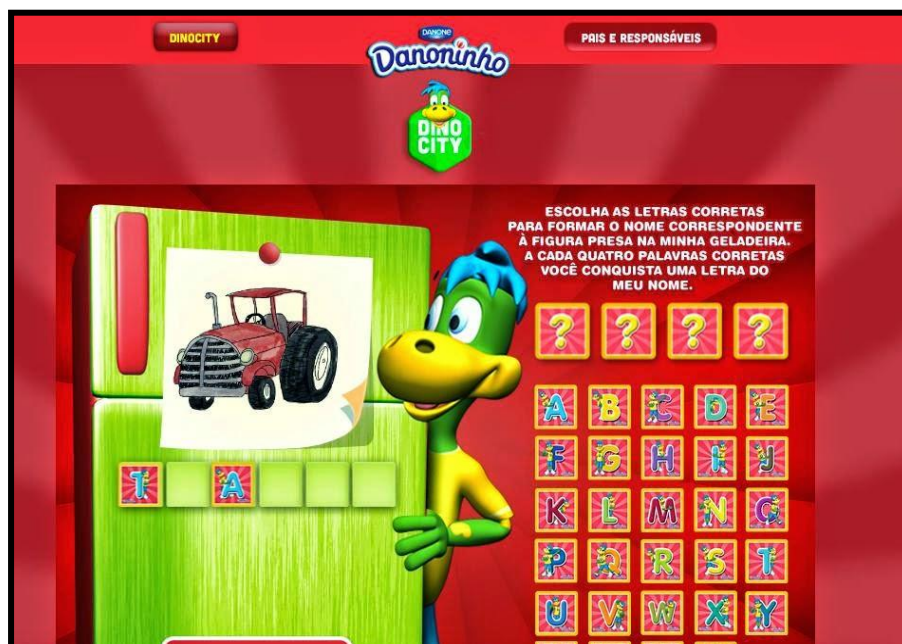 DINOCITY
DANONE
Danoninho
PAIS E RESPONSÁVEIS
DINO
CITY
ESCOLHA AS LETRAS CORRETAS
PARA FORMAR O NOME CORRESPONDENTE
À FIGURA PRESA NA MINHA GELADEIRA.
A CADA QUATRO PALAVRAS CORRETAS
VOCÊ CONQUISTA UMA LETRA DO
MEU NOME.
? ? ? ?
A B C D E
F G H I J
T A
K L M N O
P Q R S T
U V W X Y